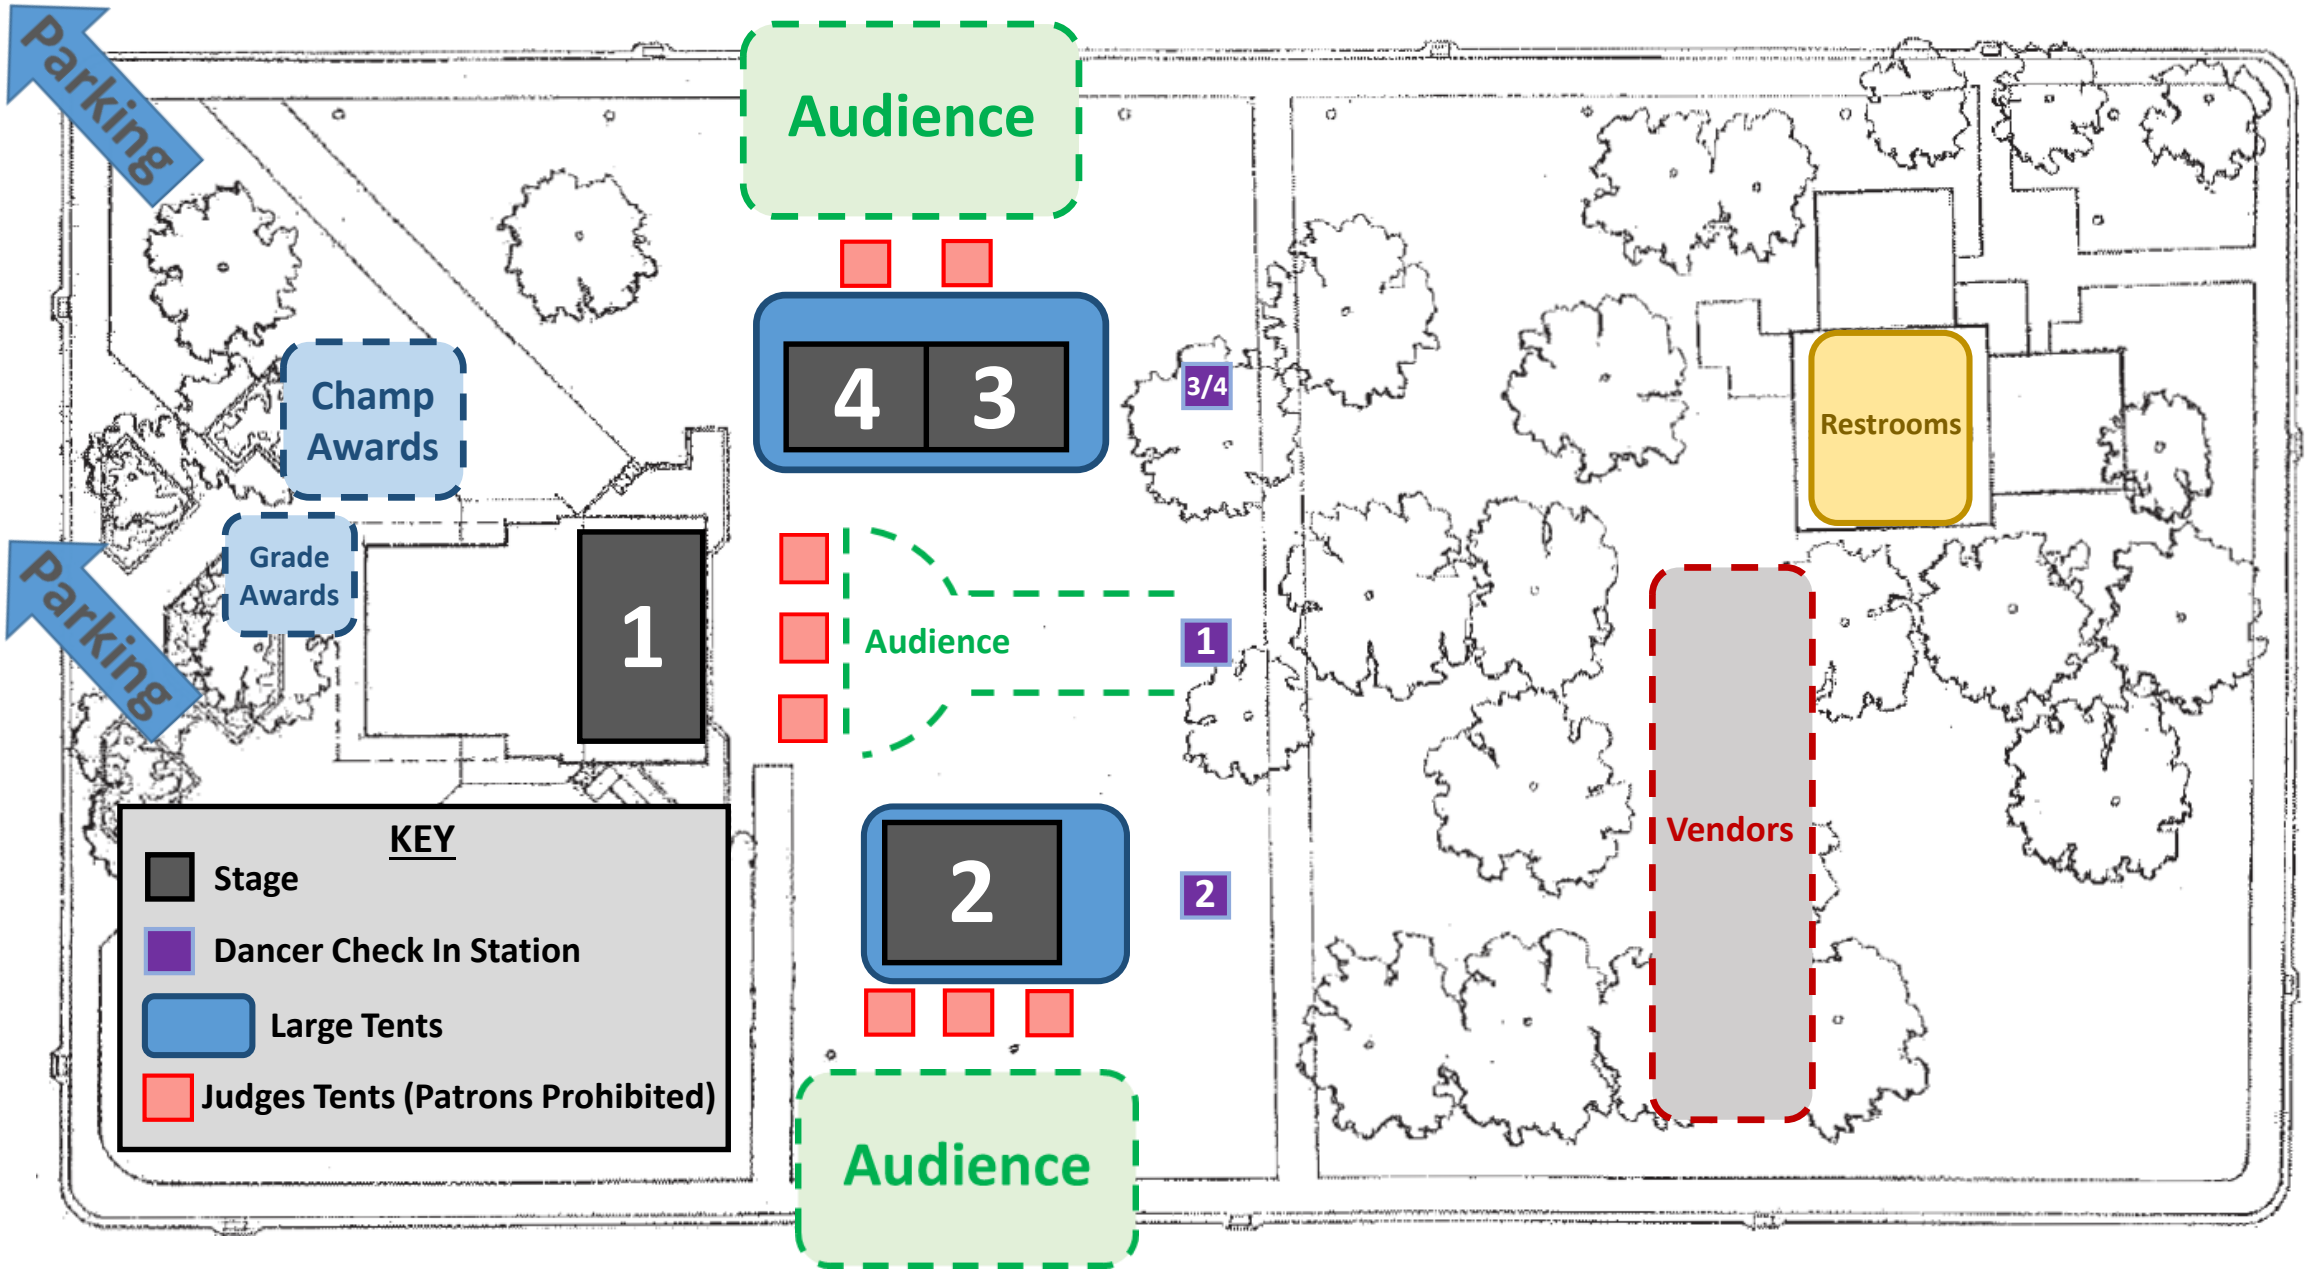 Parking
Audience
4
3
3/4
Champ
Awards
Restrooms
Grade
Awards
Parking
1
Audience
1
Vendors
2
2
KEY
Stage
Dancer Check In Station
Large Tents
Judges Tents (Patrons Prohibited)
Audience